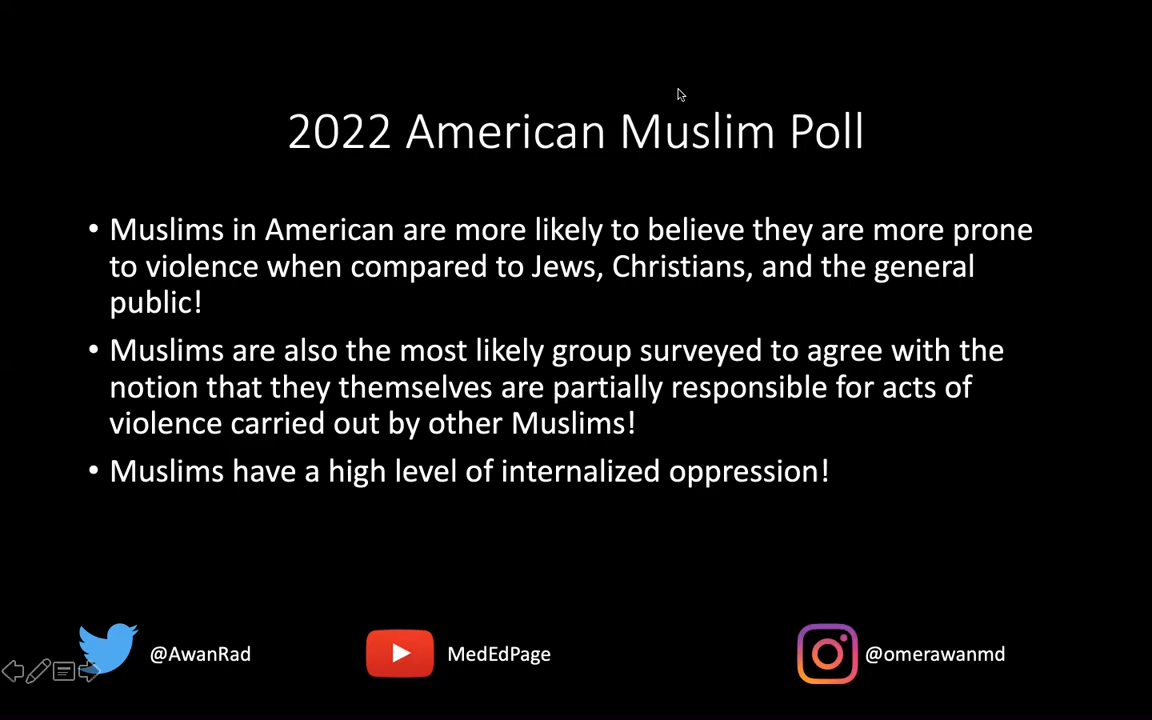 2022 American Muslim Poll
• Muslims in American are more likely to believe they are more prone
to violence when compared to Jews, Christians, and the general
public!
• Muslims are also the most likely group surveyed to agree with the
notion that they themselves are partially responsible for acts of
violence carried out by other Muslims!
• Muslims have a high level of internalized oppression!
@AwanRad
MedEdPage
@omerawanmd